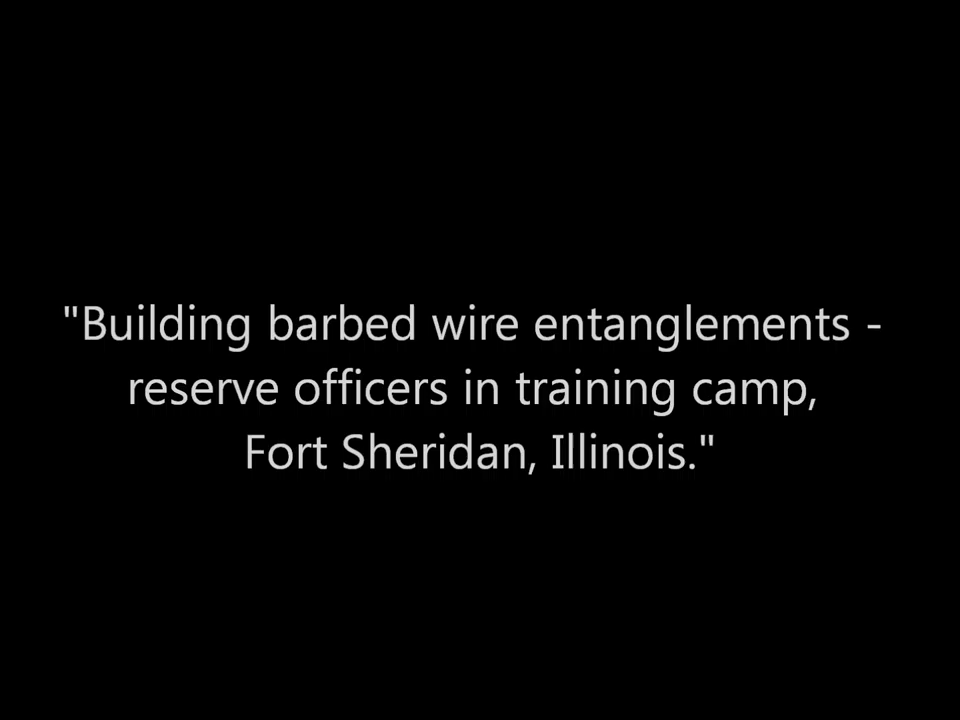 "Building barbed wire entanglements -
reserve officers in training camp,
Fort Sheridan, Illinois."